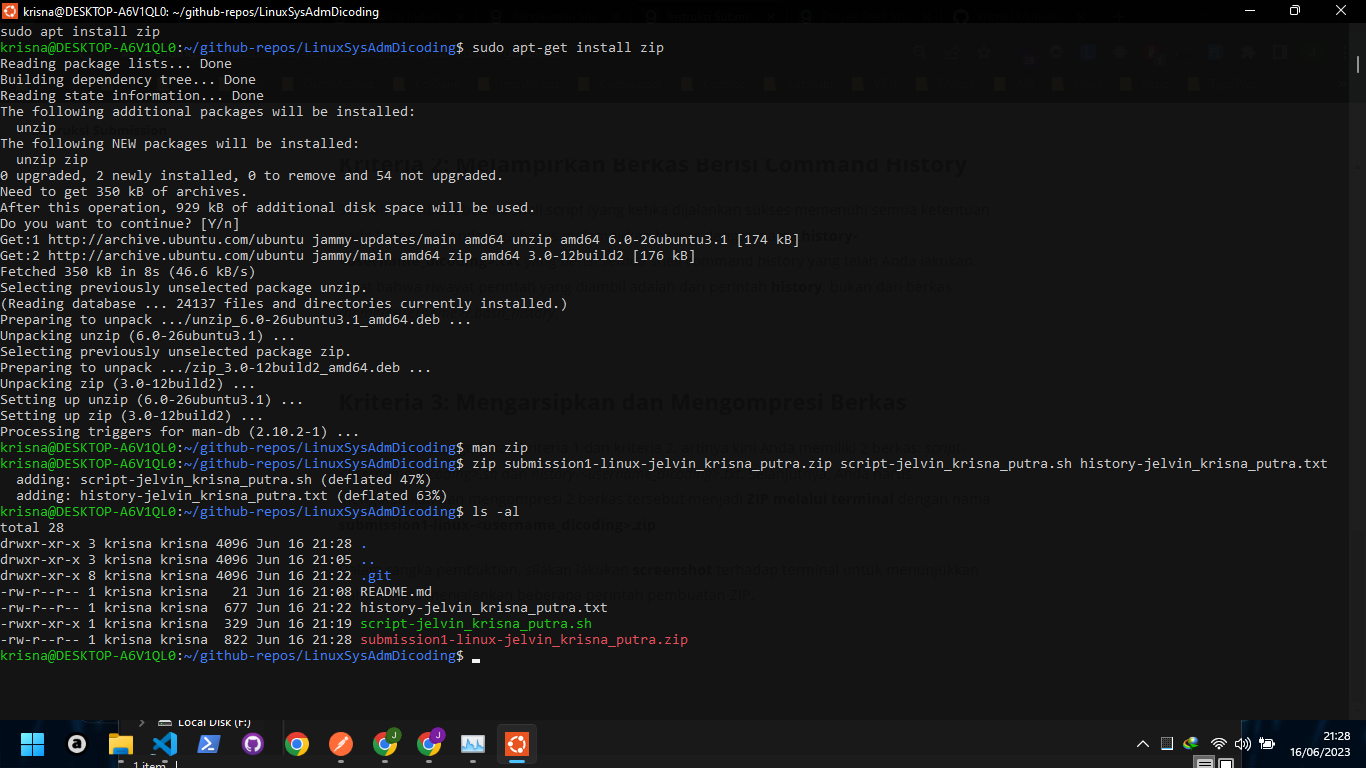 krisna@DESKTOP-A6V1QL0: ~/github-repos/LinuxSysAdmDicoding
sudo apt install zip
krisna@DESKTOP-A6V1QL0:~/github-repos/LinuxSysAdmDicoding$ sudo apt-get install zip
Reading package lists... Done
Building dependency tree... Done
Reading state information... Done
The following additional packages will be installed:
  unzip
The following NEW packages will be installed:
  unzip zip
0 upgraded, 2 newly installed, 0 to remove and 54 not upgraded.
Need to get 350 kB of archives.
After this operation, 929 kB of additional disk space will be used.
Do you want to continue? [Y/n]
Get:1 http://archive.ubuntu.com/ubuntu jammy-updates/main amd64 unzip amd64 6.0-26ubuntu3.1 [174 kB]
Get:2 http://archive.ubuntu.com/ubuntu jammy/main amd64 zip amd64 3.0-12build2 [176 kB]
Fetched 350 kB in 8s (46.6 kB/s)
Selecting previously unselected package unzip.
(Reading database ... 24137 files and directories currently installed.)
Preparing to unpack .../unzip_6.0-26ubuntu3.1_amd64.deb ...
Unpacking unzip (6.0-26ubuntu3.1) ...
Selecting previously unselected package zip.
Preparing to unpack .../zip_3.0-12build2_amd64.deb ...
Unpacking zip (3.0-12build2) ...
Setting up unzip (6.0-26ubuntu3.1) ...
Setting up zip (3.0-12build2) ...
Processing triggers for man-db (2.10.2-1) ...
krisna@DESKTOP-A6V1QL0:~/github-repos/LinuxSysAdmDicoding$ man zip
krisna@DESKTOP-A6V1QL0:~/github-repos/LinuxSysAdmDicoding$ zip submission1-linux-jelvin_krisna_putra.zip script-jelvin_krisna_putra.sh history-jelvin_krisna_putra.txt
  adding: script-jelvin_krisna_putra.sh (deflated 47%)
  adding: history-jelvin_krisna_putra.txt (deflated 63%)
krisna@DESKTOP-A6V1QL0:~/github-repos/LinuxSysAdmDicoding$ ls -al
total 28
drwxr-xr-x 3 krisna krisna 4096 Jun 16 21:28 .
drwxr-xr-x 3 krisna krisna 4096 Jun 16 21:05 ..
drwxr-xr-x 8 krisna krisna 4096 Jun 16 21:22 .git
-rw-r--r-- 1 krisna krisna   21 Jun 16 21:08 README.md
-rw-r--r-- 1 krisna krisna  677 Jun 16 21:22 history-jelvin_krisna_putra.txt
-rwxr-xr-x 1 krisna krisna  329 Jun 16 21:19 script-jelvin_krisna_putra.sh
-rw-r--r-- 1 krisna krisna  822 Jun 16 21:28 submission1-linux-jelvin_krisna_putra.zip
krisna@DESKTOP-A6V1QL0:~/github-repos/LinuxSysAdmDicoding$
Kriteria 2: Melampirkan Berkas Berisi Command History
Kriteria 3: Mengarsipkan dan Mengompresi Berkas
Local Disk (F:)
1 item
J
J
21:28
16/06/2023